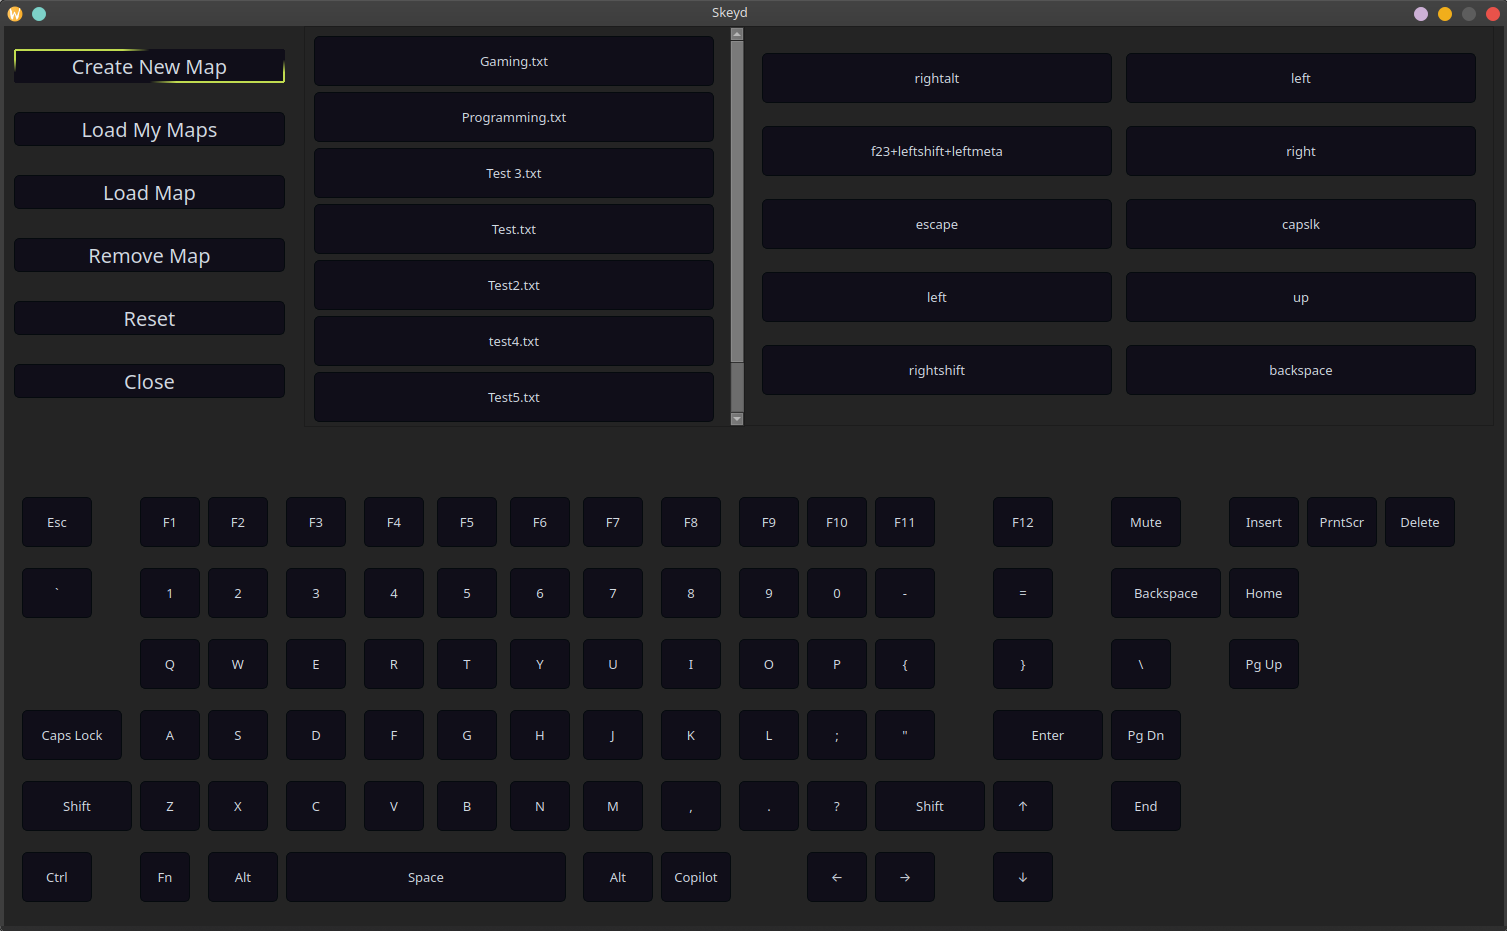 Skeyd
Create New Map
Load My Maps
Load Map
Remove Map
Reset
Close
Gaming.txt
Programming.txt
Test 3.txt
Test.txt
Test2.txt
test4.txt
Test5.txt
rightalt left
f23+leftshift+leftmeta right
escape capslk
left up
rightshift backspace
Esc F1 F2 F3 F4 F5 F6 F7 F8 F9 F10 F11 F12 Mute Insert PrntScr Delete
` 1 2 3 4 5 6 7 8 9 0 - = Backspace Home
Q W E R T Y U I O P { } \ Pg Up
Caps Lock A S D F G H J K L ; " Enter Pg Dn
Shift Z X C V B N M , . ? Shift ↑ End
Ctrl Fn Alt Space Alt Copilot ← → ↓